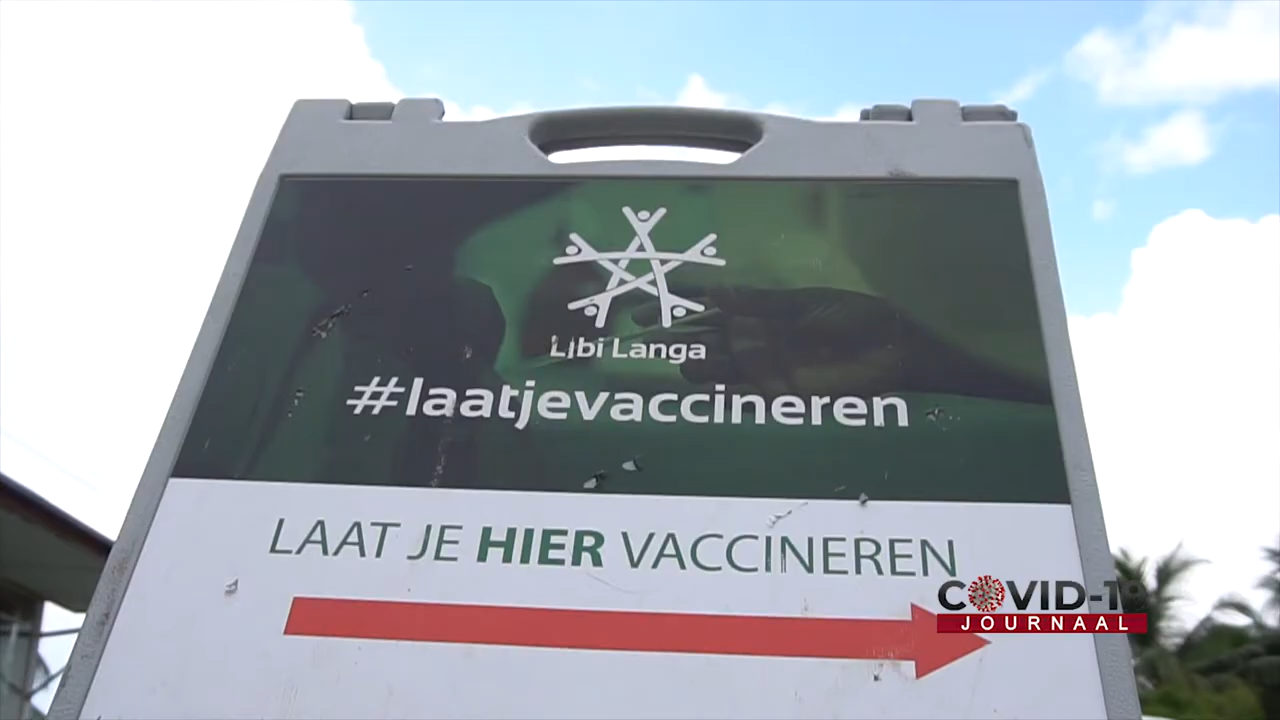 Libi Langa
#laatjevaccineren
LAAT JE HIER VACCINEREN
COVID-19
JOURNAAL